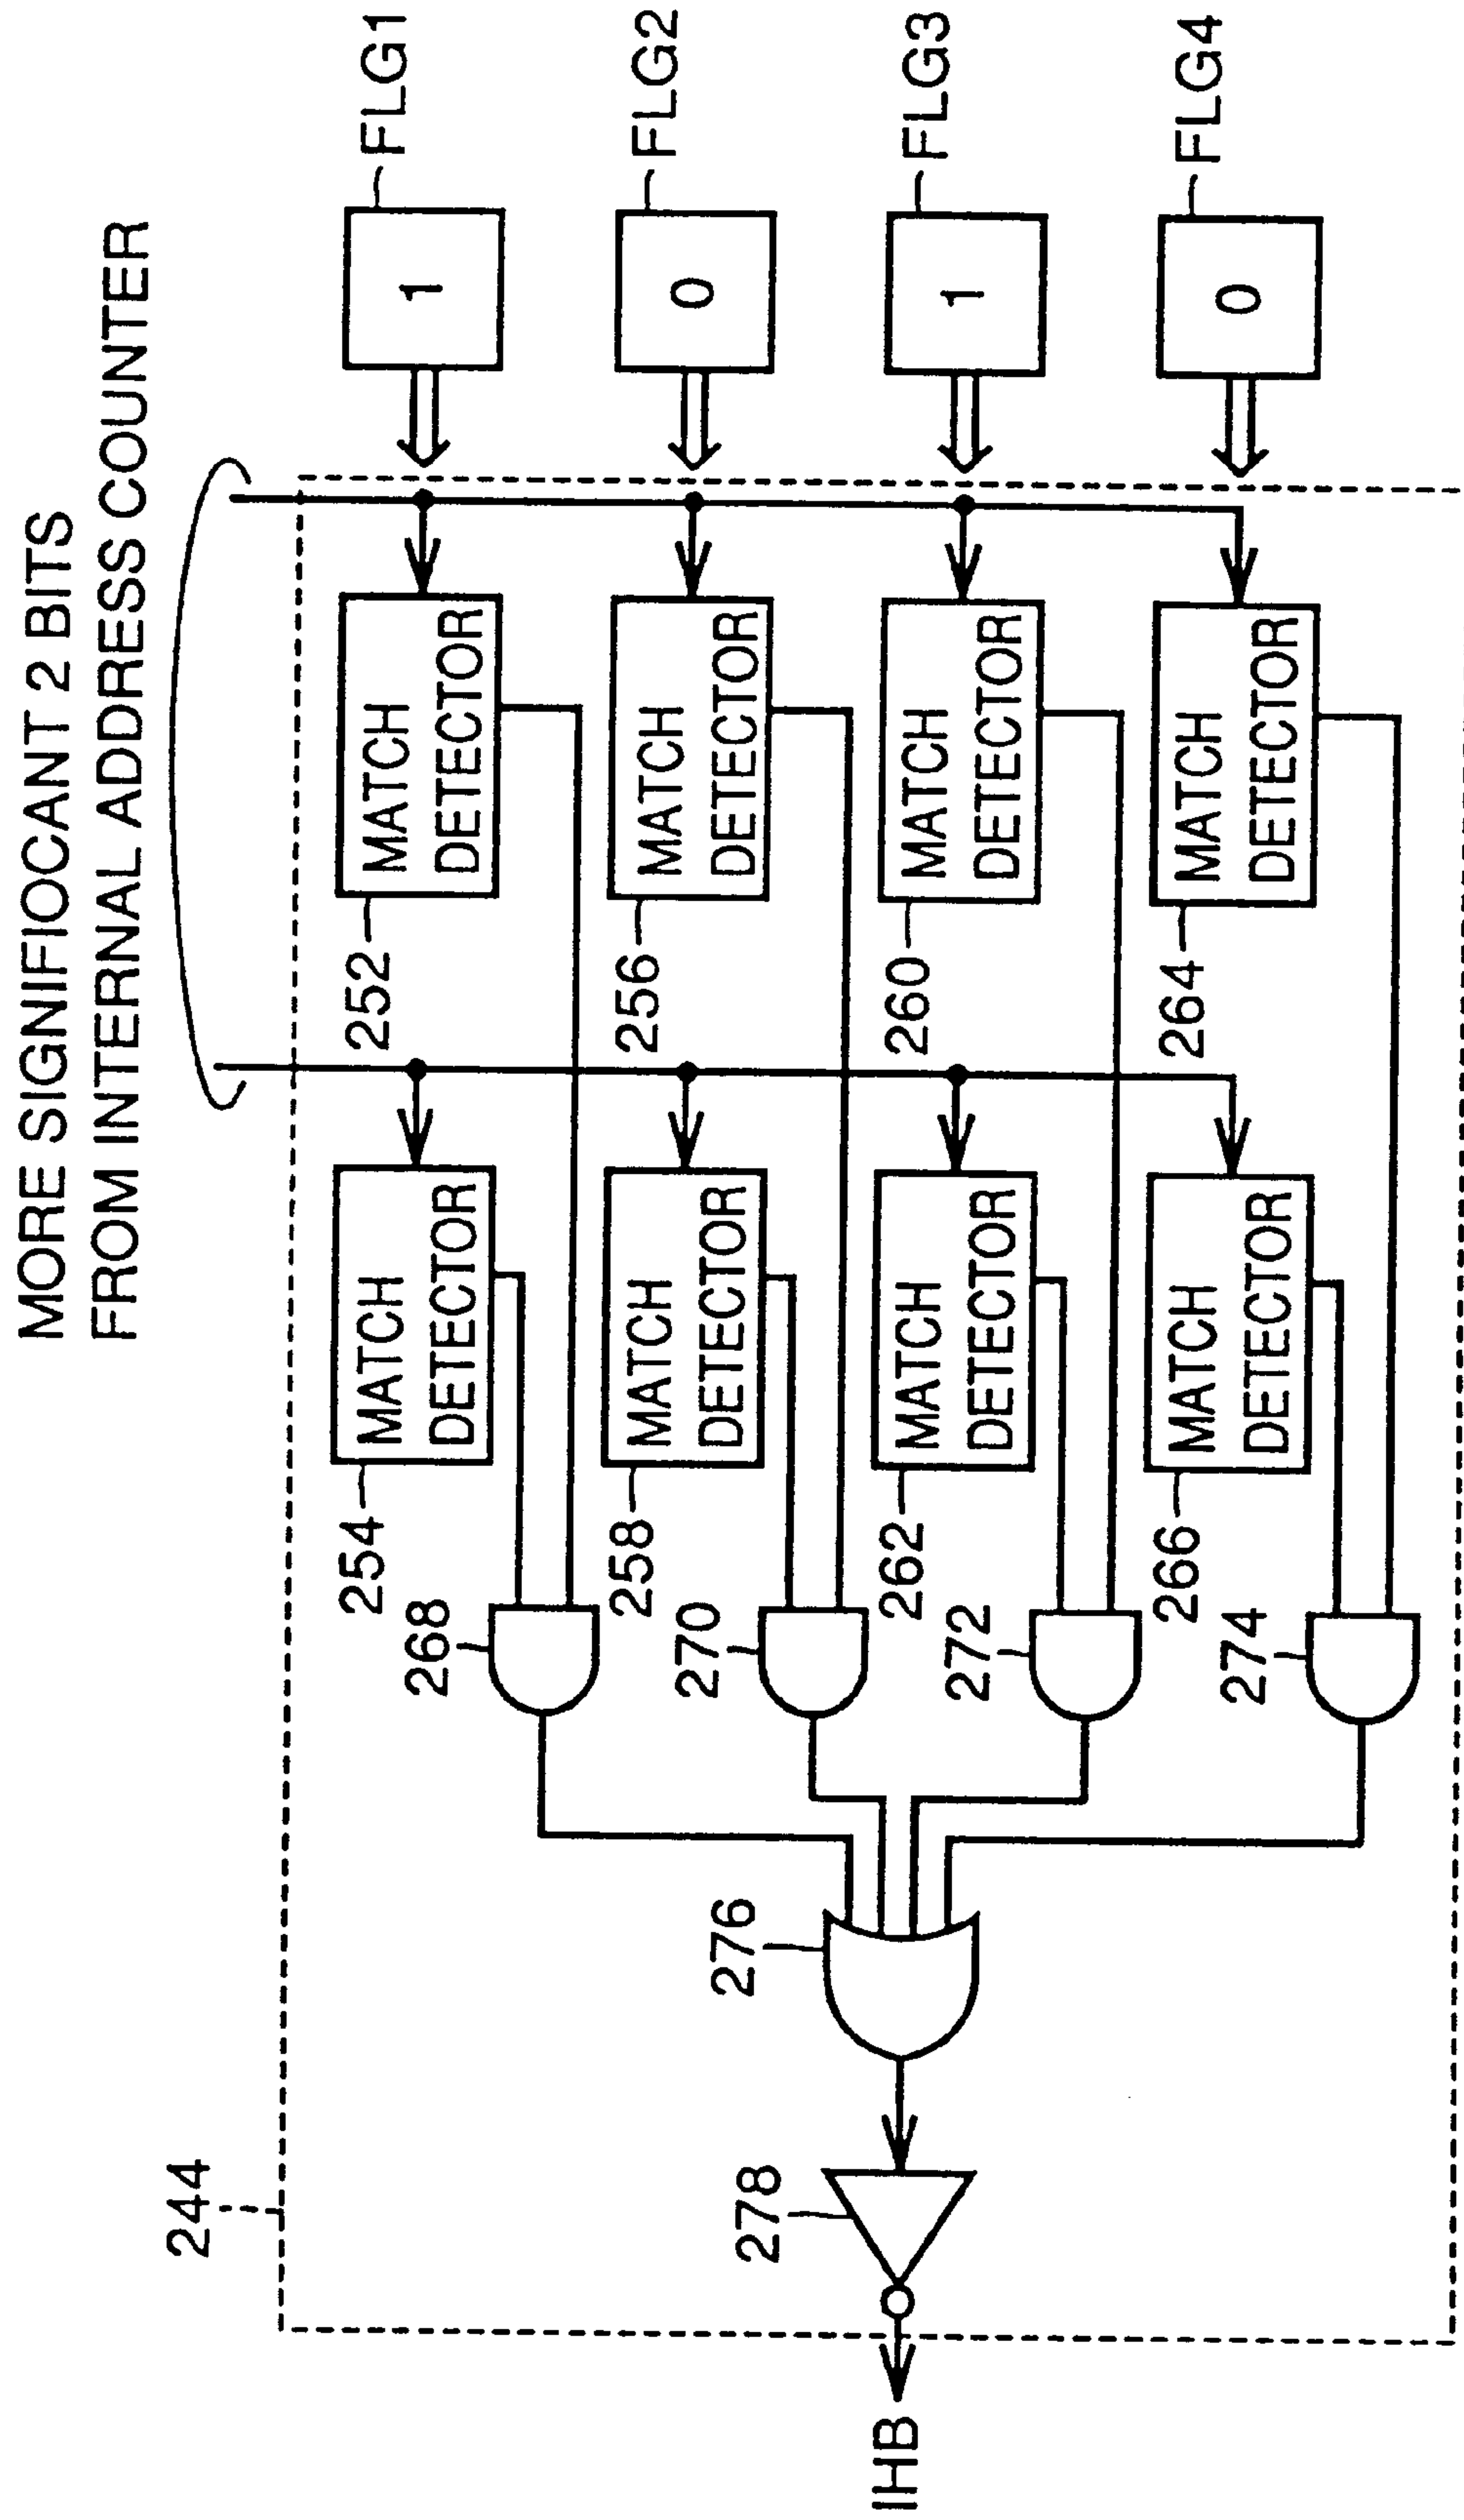 MORE SIGNIFIOCANT 2 BITS
FROM INTERNAL ADDRESS COUNTER
244
254
MATCH
DETECTOR
252
MATCH
DETECTOR
1
FLG1
268
258
MATCH
DETECTOR
256
MATCH
DETECTOR
0
FLG2
270
276
278
IHB
262
MATCH
DETECTOR
260
MATCH
DETECTOR
1
FLG3
272
266
MATCH
DETECTOR
264
MATCH
DETECTOR
0
FLG4
274